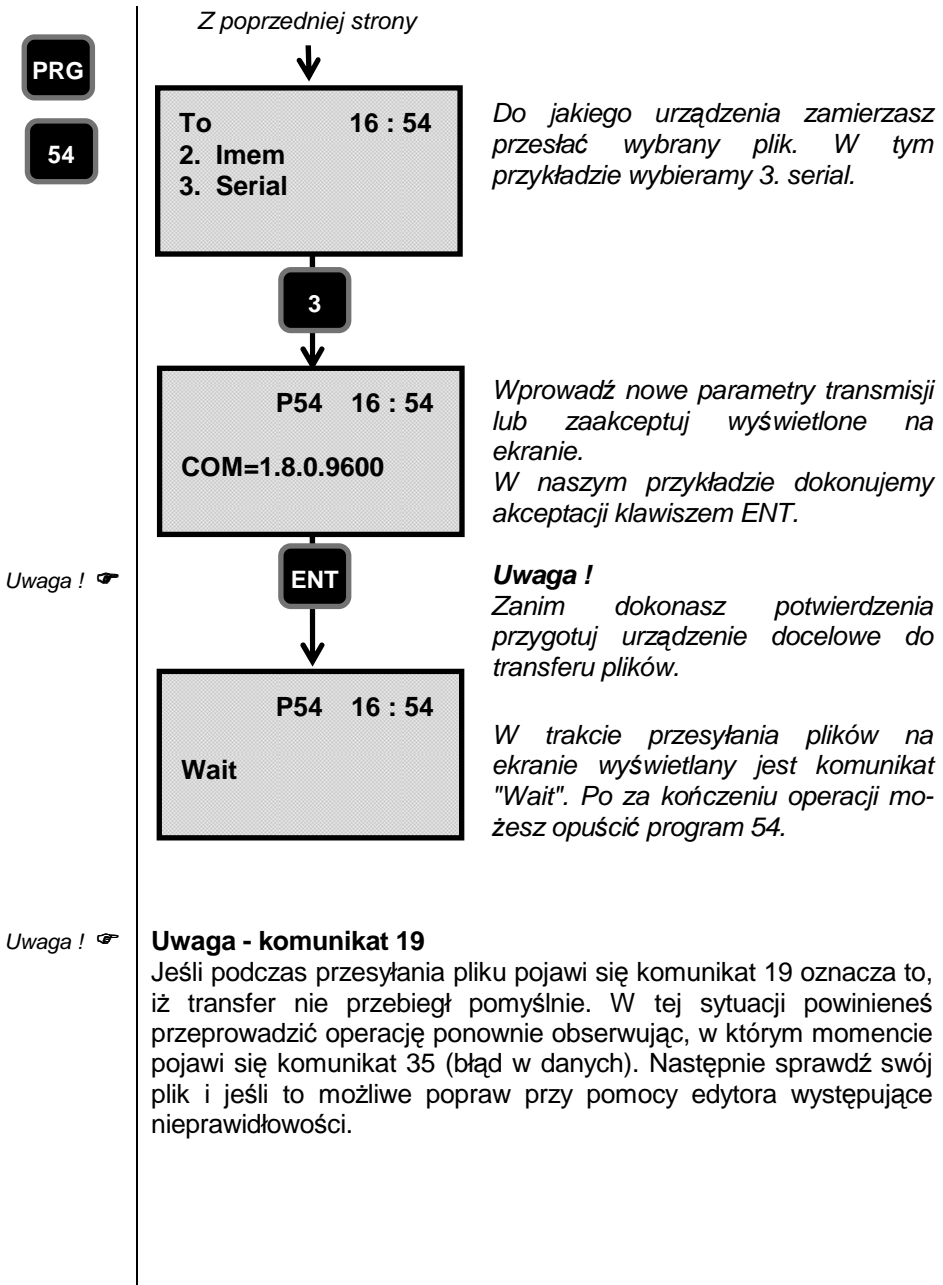 Z poprzedniej strony
PRG
54
To 16 : 54
2. Imem
3. Serial
Do jakiego urządzenia zamierzasz
przesłać wybrany plik. W tym
przykładzie wybieramy 3. serial.
3
P54 16 : 54
COM=1.8.0.9600
Wprowadź nowe parametry transmisji
lub zaakceptuj wyświetlone na
ekranie.
W naszym przykładzie dokonujemy
akceptacji klawiszem ENT.
Uwaga ! ☞
ENT
Uwaga !
Zanim dokonasz potwierdzenia
przygotuj urządzenie docelowe do
transferu plików.
P54 16 : 54
Wait
W trakcie przesyłania plików na
ekranie wyświetlany jest komunikat
"Wait". Po za kończeniu operacji mo-
żesz opuścić program 54.
Uwaga ! ☞
Uwaga - komunikat 19
Jeśli podczas przesyłania pliku pojawi się komunikat 19 oznacza to,
iż transfer nie przebiegł pomyślnie. W tej sytuacji powinieneś
przeprowadzić operację ponownie obserwując, w którym momencie
pojawi się komunikat 35 (błąd w danych). Następnie sprawdź swój
plik i jeśli to możliwe popraw przy pomocy edytora występujące
nieprawidłowości.